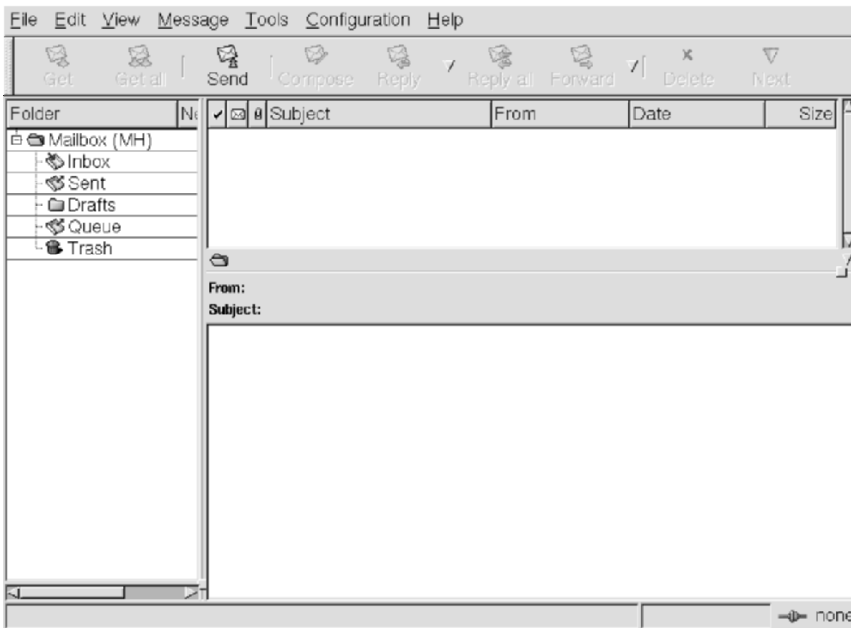 File Edit View Message Tools Configuration Help
Get Get all Send Compose Reply Reply all Forward Delete Next
Folder Subject From Date Size
Mailbox (MH)
Inbox
Sent
Drafts
Queue
Trash
From:
Subject:
none